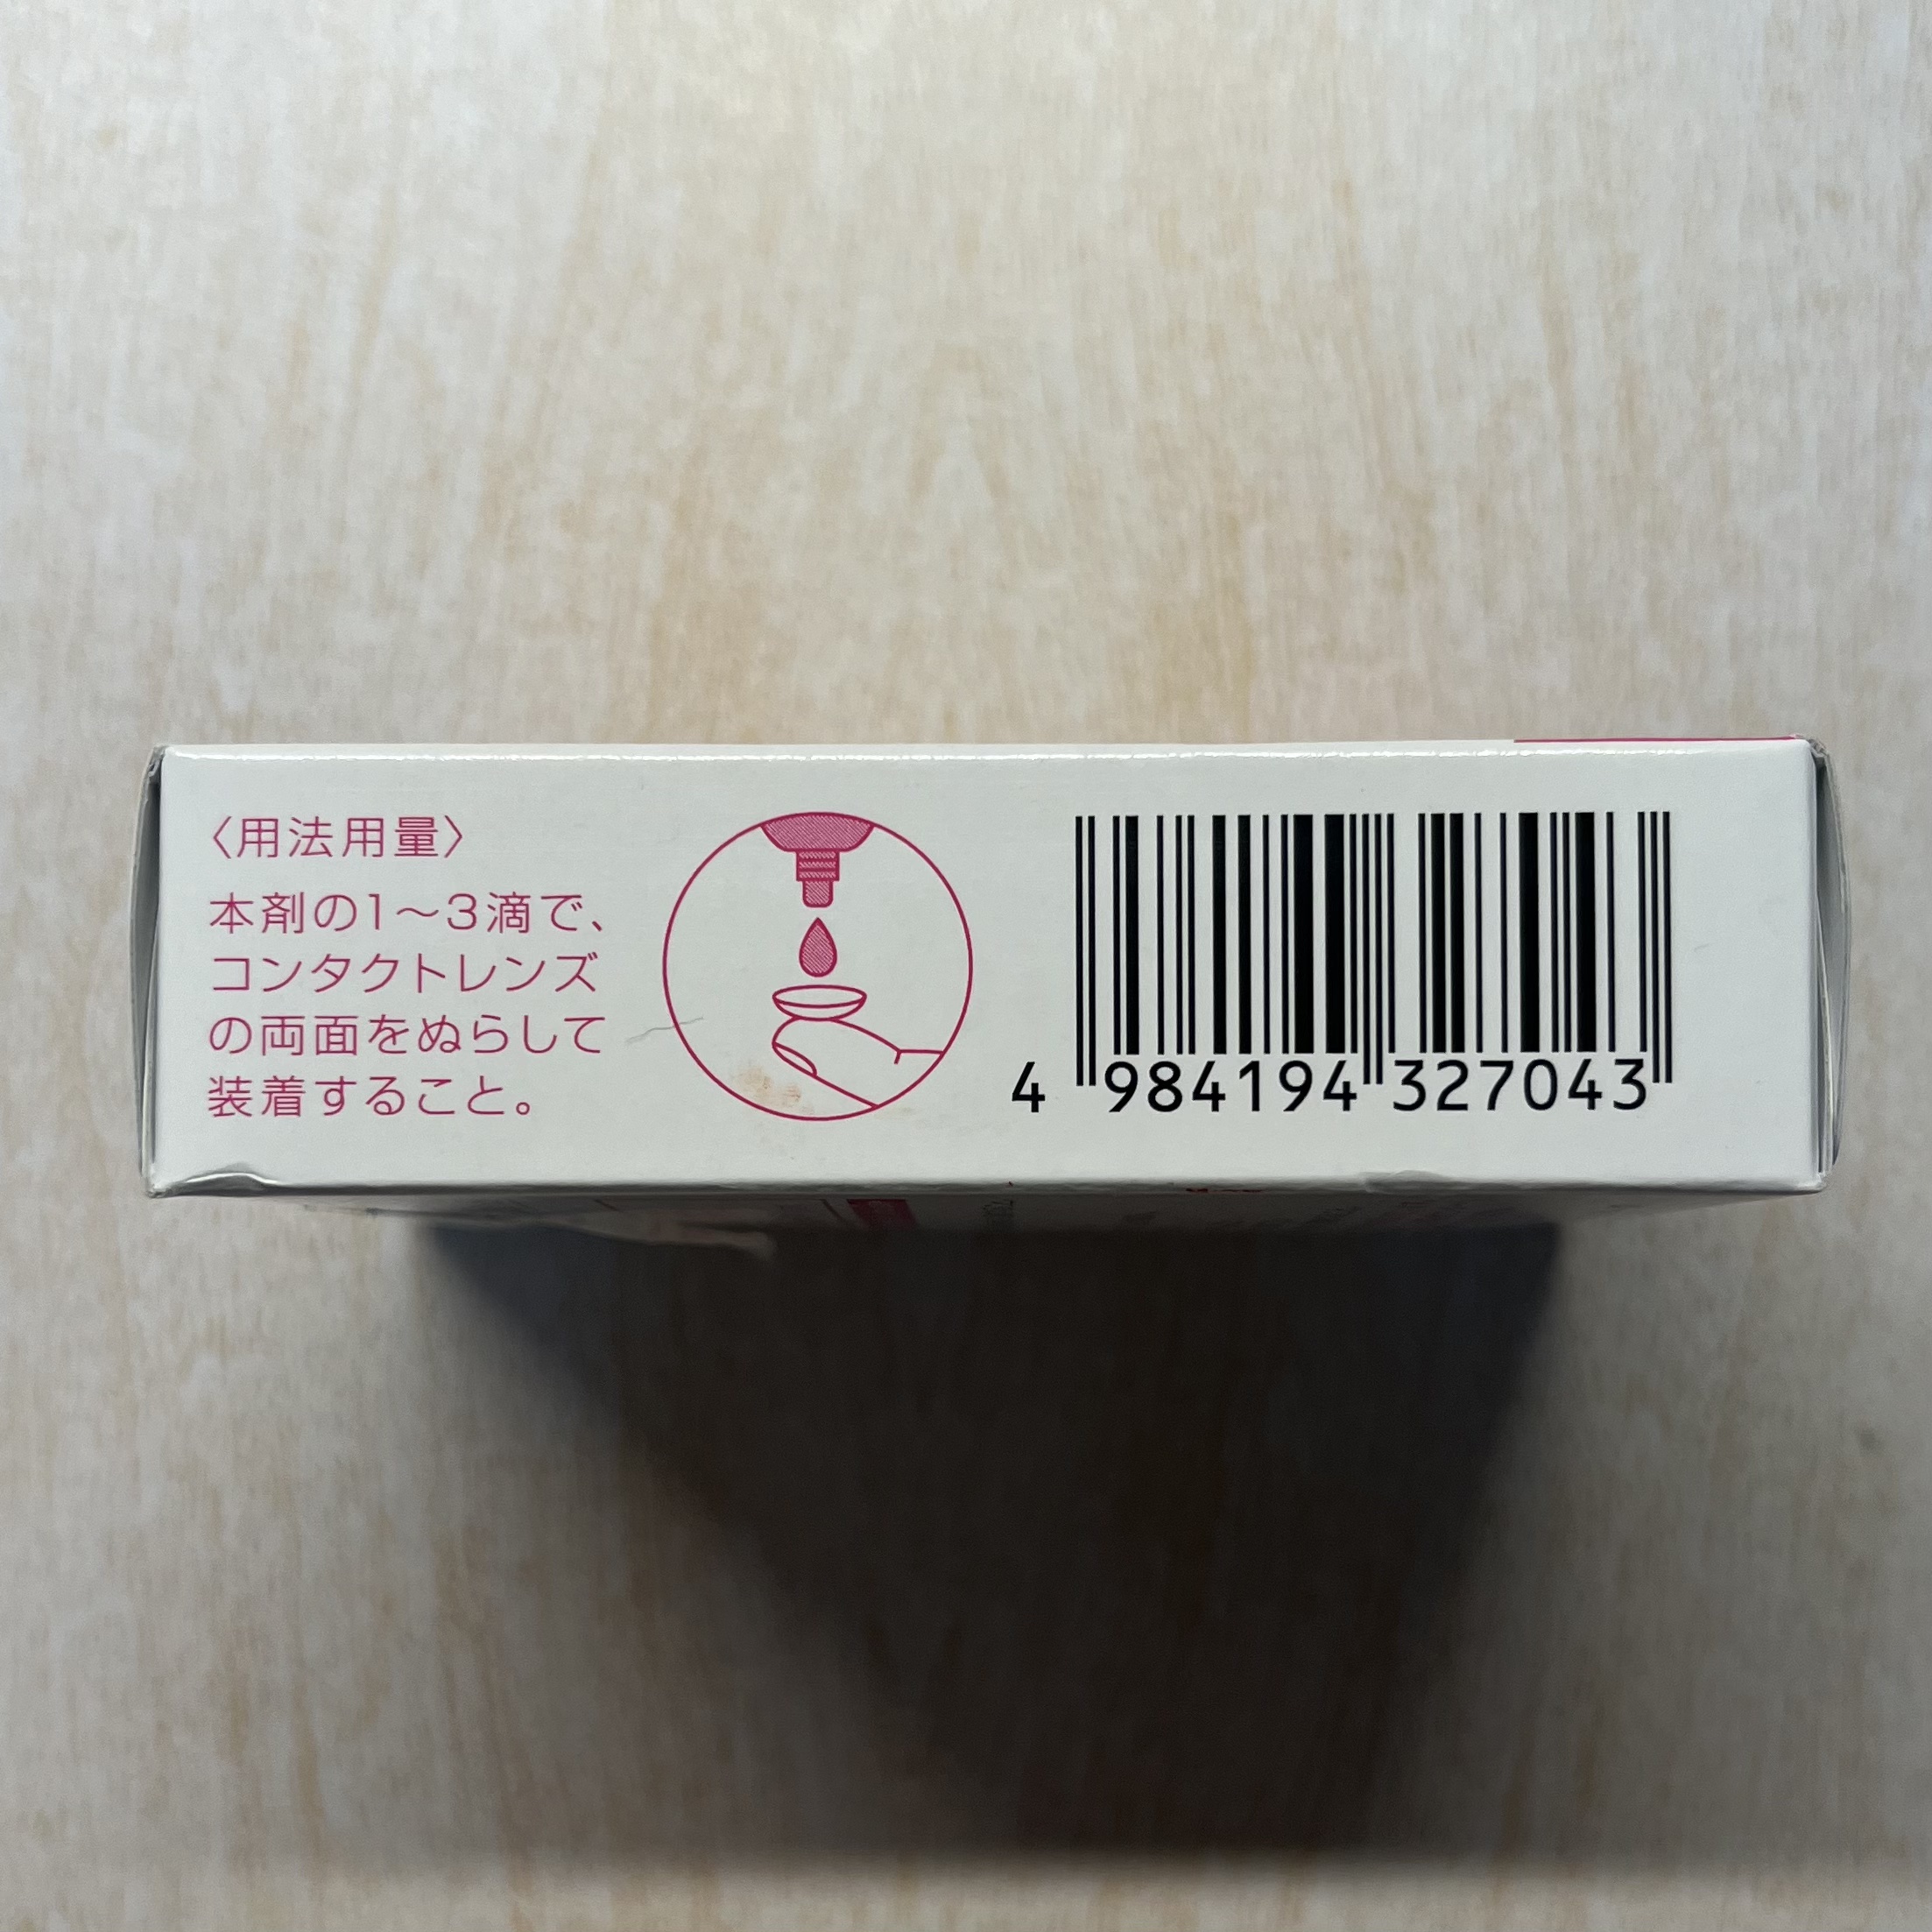 〈用法用量〉
本剤の1〜3滴で、
コンタクトレンズ
の両面をぬらして
装着すること。
4 984194 327043